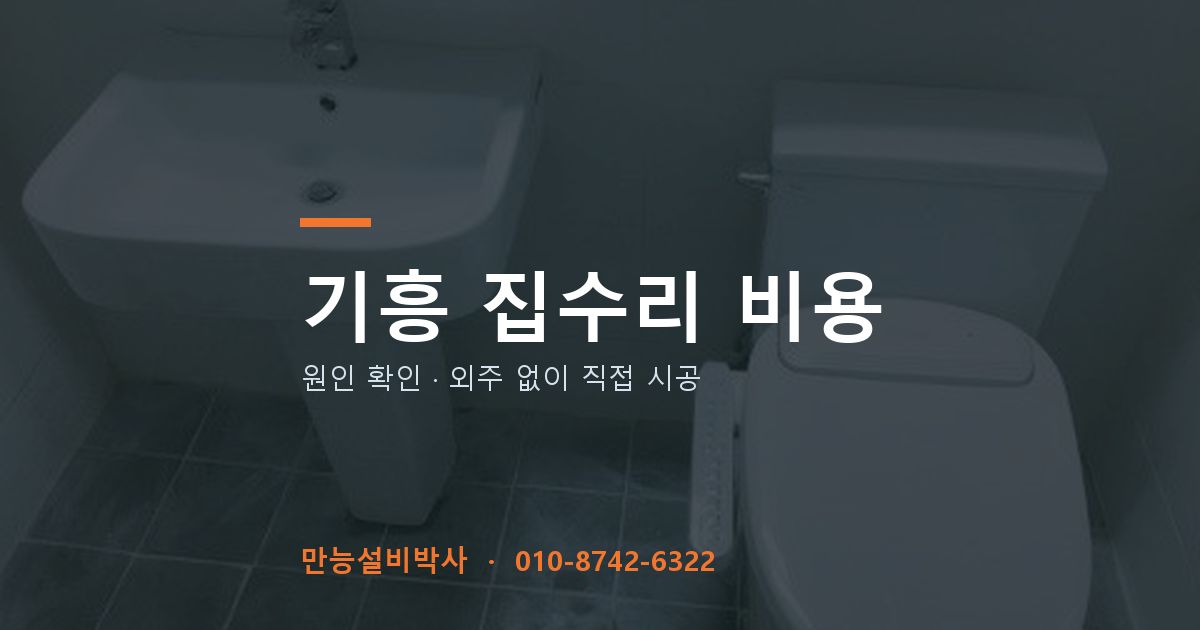 기흥 집수리 비용
원인 확인 · 외주 없이 직접 시공
만능설비박사 · 010-8742-6322